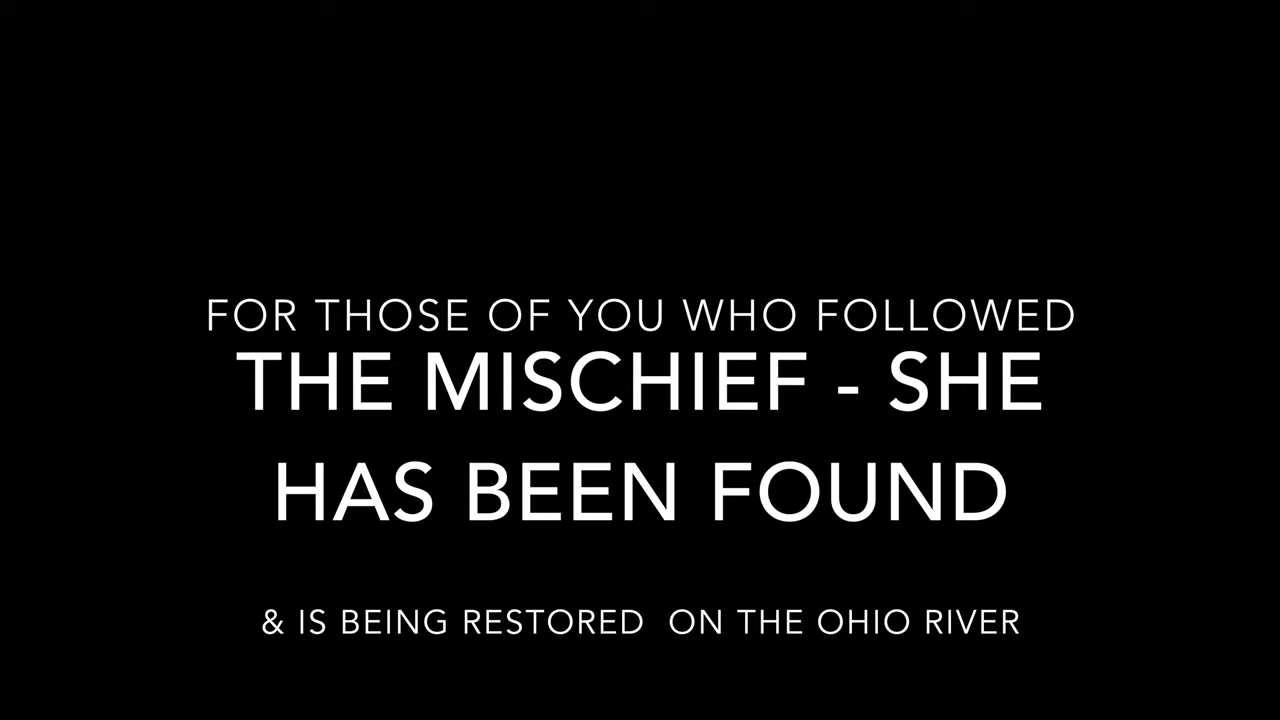 FOR THOSE OF YOU WHO FOLLOWED
THE MISCHIEF - SHE
HAS BEEN FOUND
& IS BEING RESTORED ON THE OHIO RIVER